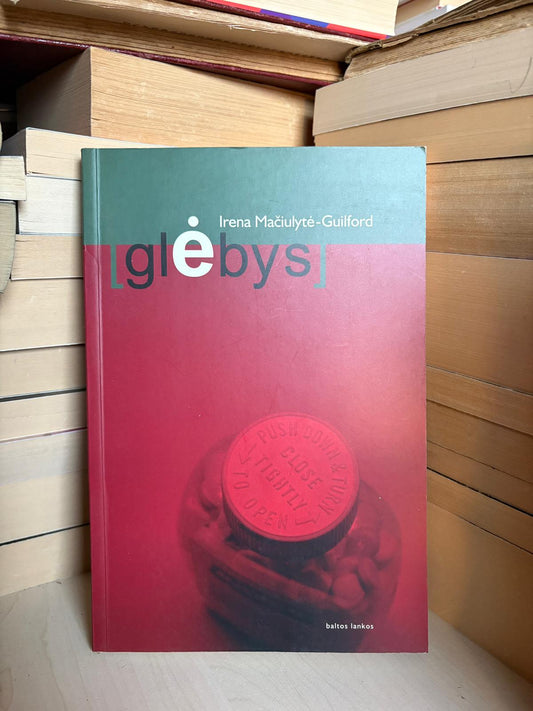 Irena Mačiulytė-Guilford
[glėbys]
PUSH DOWN & TURN
CLOSE
TIGHTLY
TO OPEN
baltos lankos